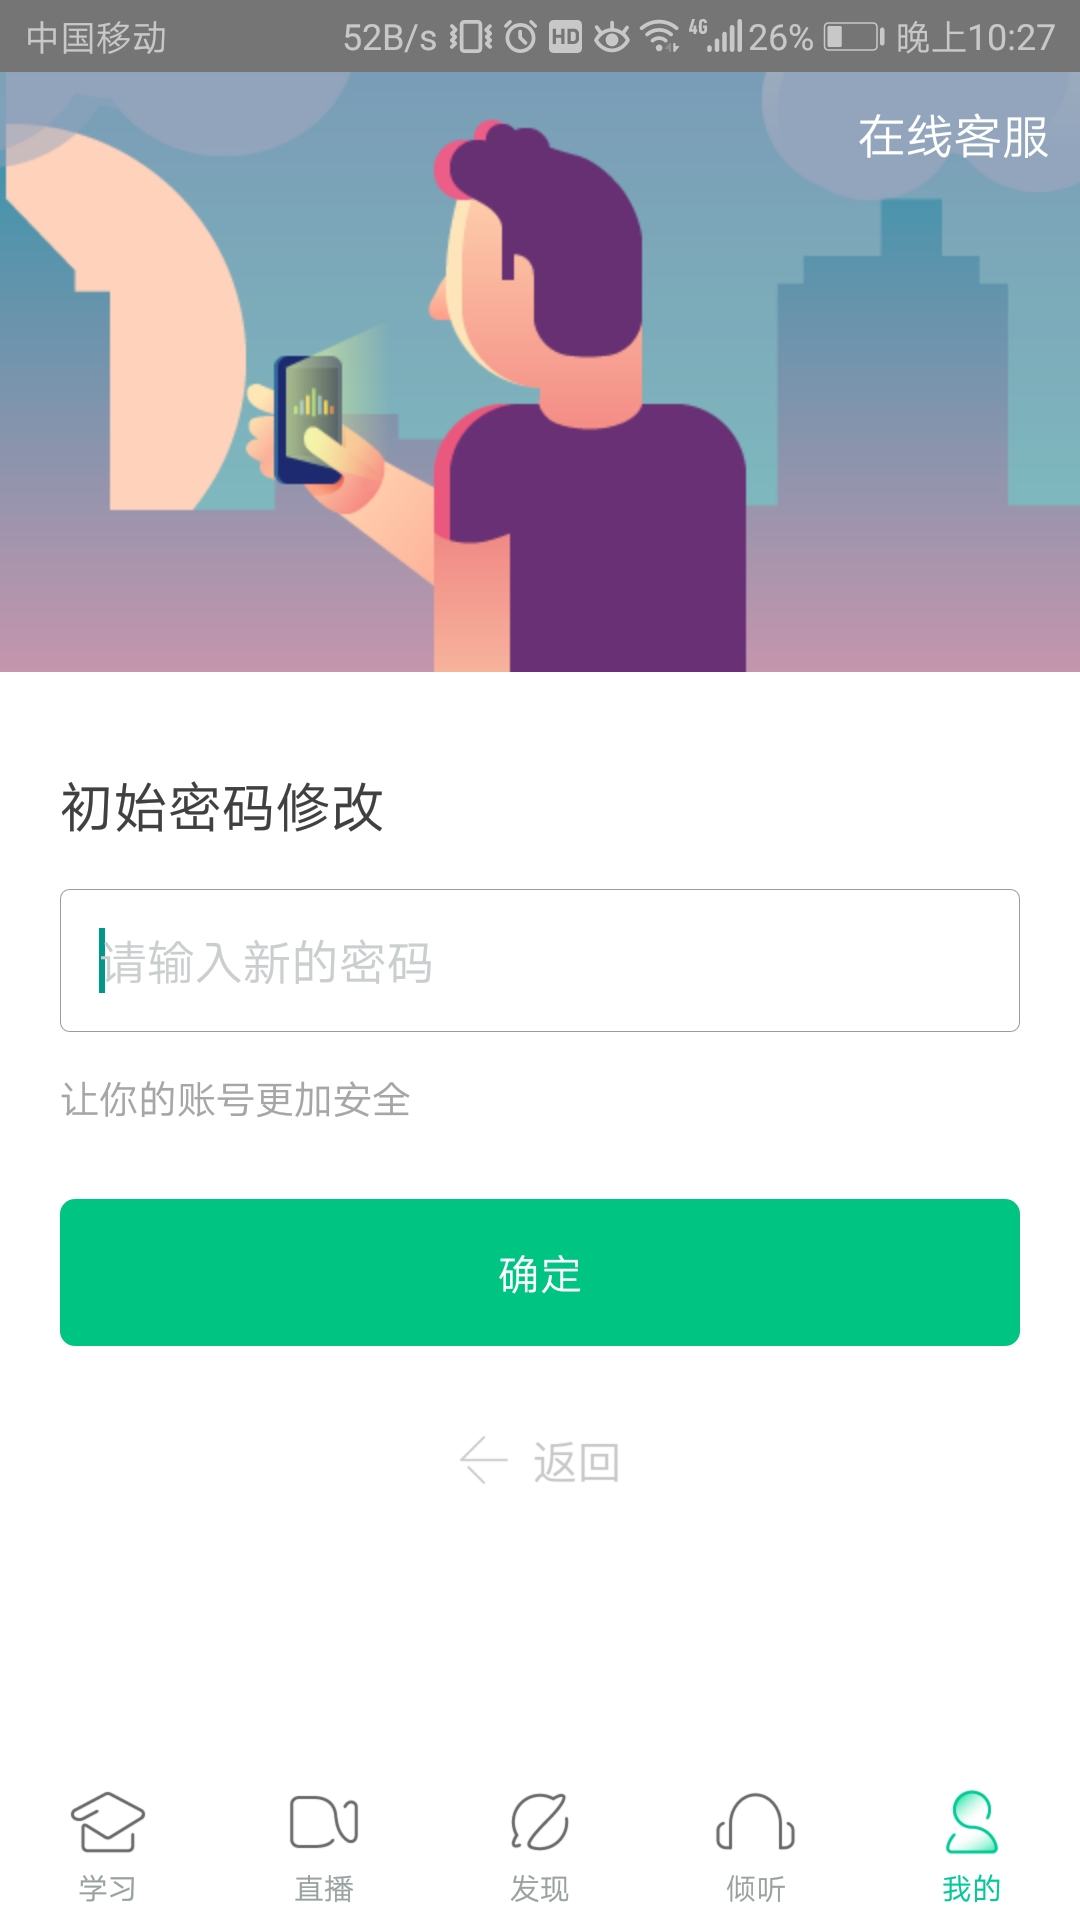 中国移动 52B/s HD 4G 26% 晚上10:27
在线客服
初始密码修改
请输入新的密码
让你的账号更加安全
确定
返回
学习 直播 发现 倾听 我的